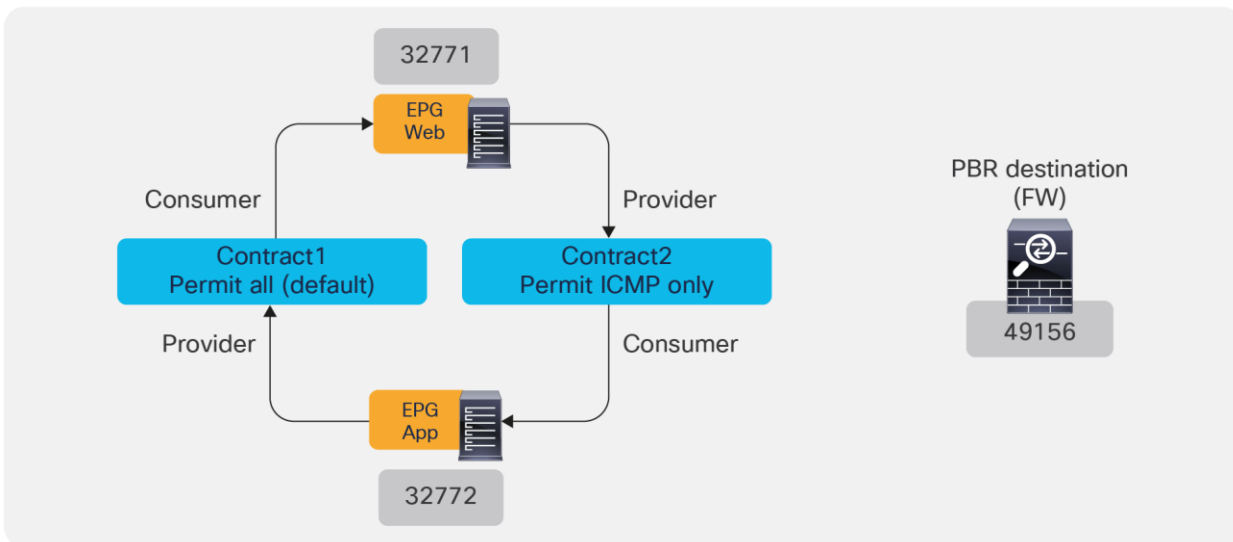 32771
EPG
Web
Consumer
Provider
PBR destination
(FW)
Contract1
Permit all (default)
Contract2
Permit ICMP only
49156
Provider
Consumer
EPG
App
32772